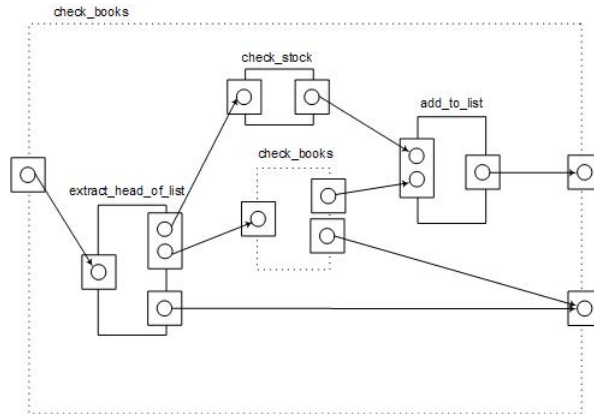 check_books
check_stock
add_to_list
check_books
extract_head_of_list